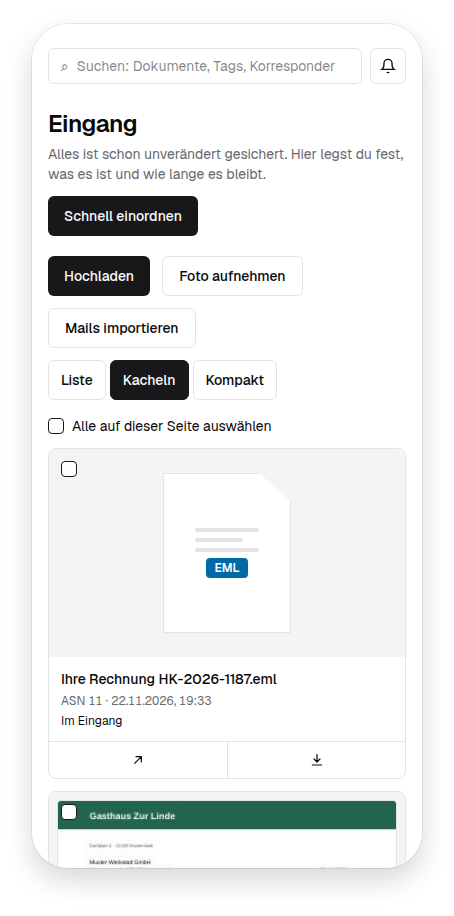 Suchen: Dokumente, Tags, Korresponder
Eingang
Alles ist schon unverändert gesichert. Hier legst du fest,
was es ist und wie lange es bleibt.
Schnell einordnen
Hochladen Foto aufnehmen
Mails importieren
Liste Kacheln Kompakt
Alle auf dieser Seite auswählen
EML
Ihre Rechnung HK-2026-1187.eml
ASN 11 · 22.11.2026, 19:33
Im Eingang
Gasthaus Zur Linde
Muster Werkstatt GmbH